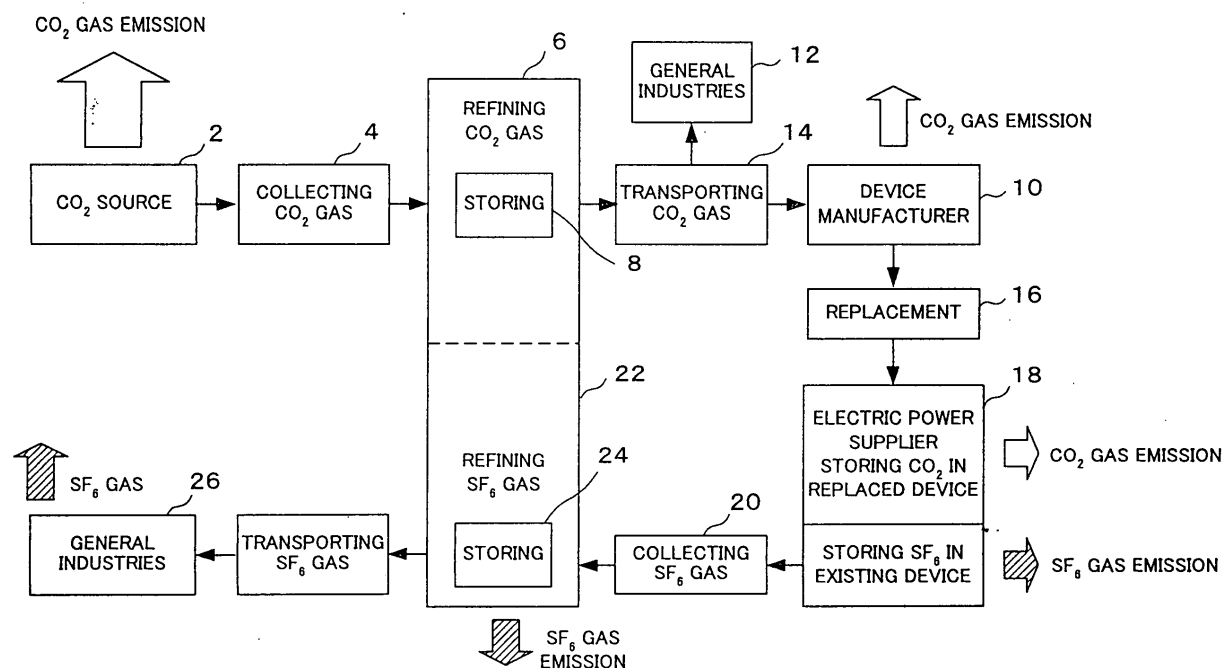 CO₂ GAS EMISSION
2
CO₂ SOURCE
4
COLLECTING
CO₂ GAS
6
REFINING
CO₂ GAS
STORING
8
12
GENERAL
INDUSTRIES
14
TRANSPORTING
CO₂ GAS
CO₂ GAS EMISSION
DEVICE
MANUFACTURER
10
REPLACEMENT
16
18
ELECTRIC POWER
SUPPLIER
STORING CO₂ IN
REPLACED DEVICE
CO₂ GAS EMISSION
STORING SF₆ IN
EXISTING DEVICE
SF₆ GAS EMISSION
20
COLLECTING
SF₆ GAS
22
REFINING
SF₆ GAS
24
STORING
SF₆ GAS
EMISSION
TRANSPORTING
SF₆ GAS
26
GENERAL
INDUSTRIES
SF₆ GAS